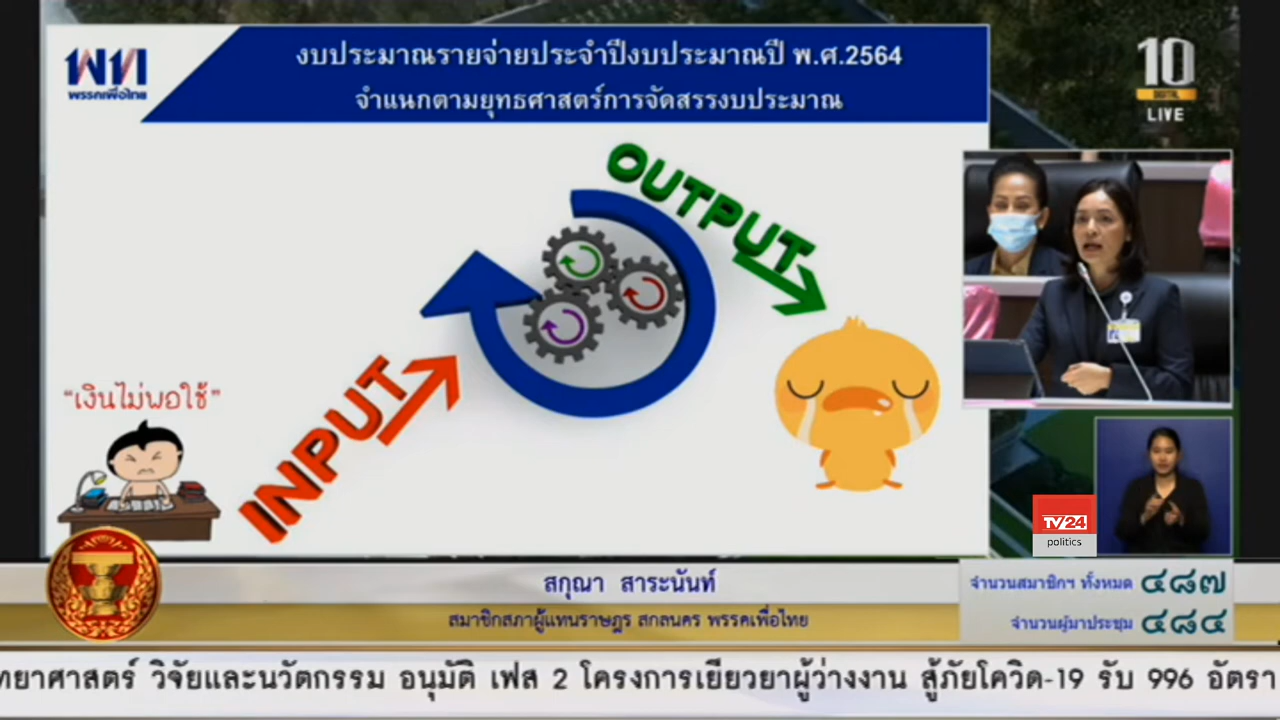 พท
พรรคเพื่อไทย
งบประมาณรายจ่ายประจำปีงบประมาณปี พ.ศ.2564
จำแนกตามยุทธศาสตร์การจัดสรรงบประมาณ
10
DIGITAL
LIVE
OUTPUT
INPUT
“เงินไม่พอใช้”
TV/24
politics
สกุณา สาระนันท์
สมาชิกสภาผู้แทนราษฎร สกลนคร พรรคเพื่อไทย
จำนวนสมาชิกฯ ทั้งหมด ๔๘๗
จำนวนผู้มาประชุม ๔๘๔
ทยาศาสตร์ วิจัยและนวัตกรรม อนุมัติ เฟส 2 โครงการเยียวยาผู้ว่างงาน สู้ภัยโควิด-19 รับ 996 อัตรา